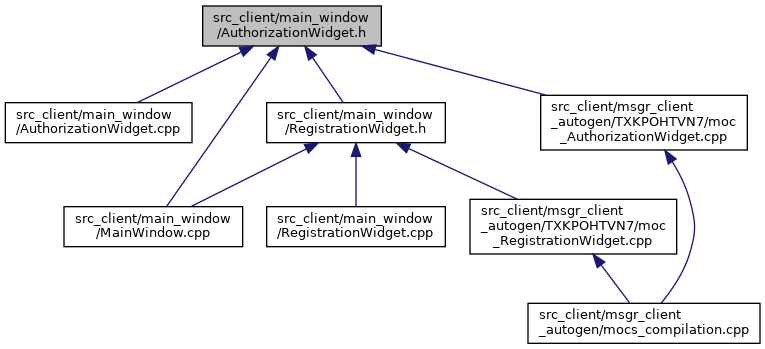 src_client/main_window
/AuthorizationWidget.h
src_client/main_window
/AuthorizationWidget.cpp
src_client/main_window
/RegistrationWidget.h
src_client/msgr_client
_autogen/TXKPOHTVN7/moc
_AuthorizationWidget.cpp
src_client/main_window
/MainWindow.cpp
src_client/main_window
/RegistrationWidget.cpp
src_client/msgr_client
_autogen/TXKPOHTVN7/moc
_RegistrationWidget.cpp
src_client/msgr_client
_autogen/mocs_compilation.cpp